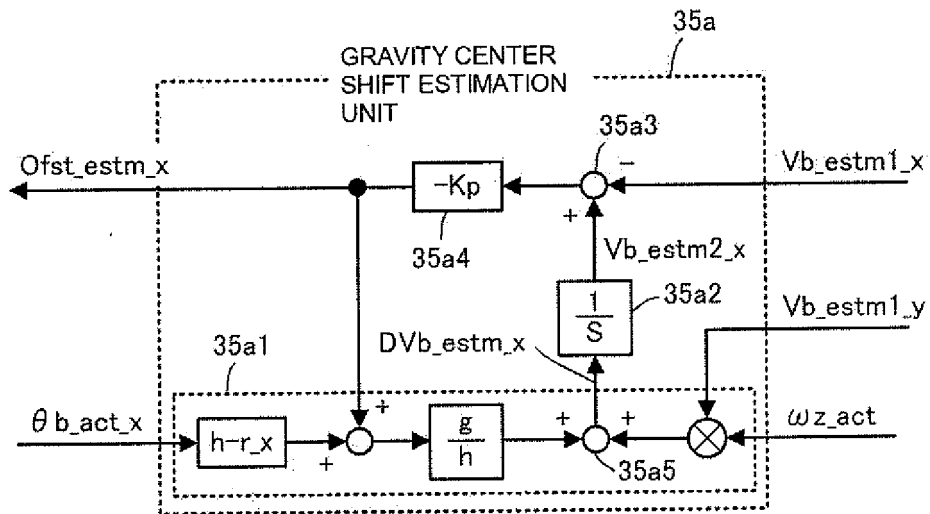 35a
GRAVITY CENTER
SHIFT ESTIMATION
UNIT
35a3
Ofst_estm_x
−
Vb_estm1_x
-Kp
+
35a4
Vb_estm2_x
1
S
35a2
Vb_estm1_y
35a1
DVb_estm_x
+
+
+
θb_act_x
h-r_x
+
g
h
ωz_act
35a5